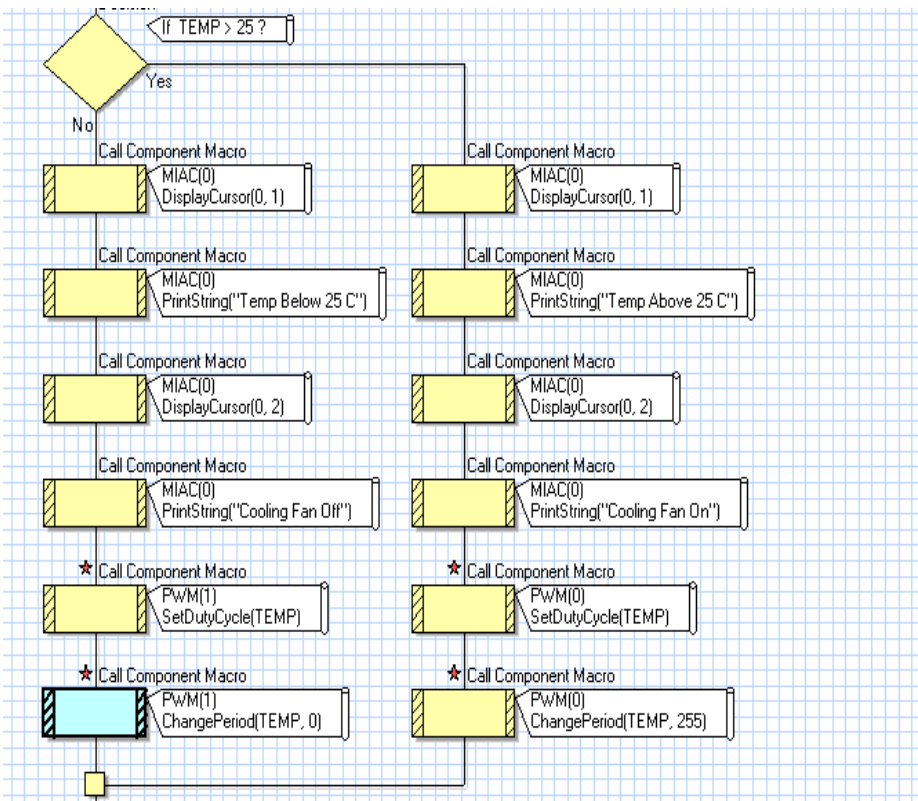 If TEMP > 25 ?
Yes
No
Call Component Macro
MIAC(0)
DisplayCursor(0, 1)
Call Component Macro
MIAC(0)
PrintString("Temp Below 25 C")
Call Component Macro
MIAC(0)
DisplayCursor(0, 2)
Call Component Macro
MIAC(0)
PrintString("Cooling Fan Off")
Call Component Macro
PWM(1)
SetDutyCycle(TEMP)
Call Component Macro
PWM(1)
ChangePeriod(TEMP, 0)
Call Component Macro
MIAC(0)
DisplayCursor(0, 1)
Call Component Macro
MIAC(0)
PrintString("Temp Above 25 C")
Call Component Macro
MIAC(0)
DisplayCursor(0, 2)
Call Component Macro
MIAC(0)
PrintString("Cooling Fan On")
Call Component Macro
PWM(0)
SetDutyCycle(TEMP)
Call Component Macro
PWM(0)
ChangePeriod(TEMP, 255)